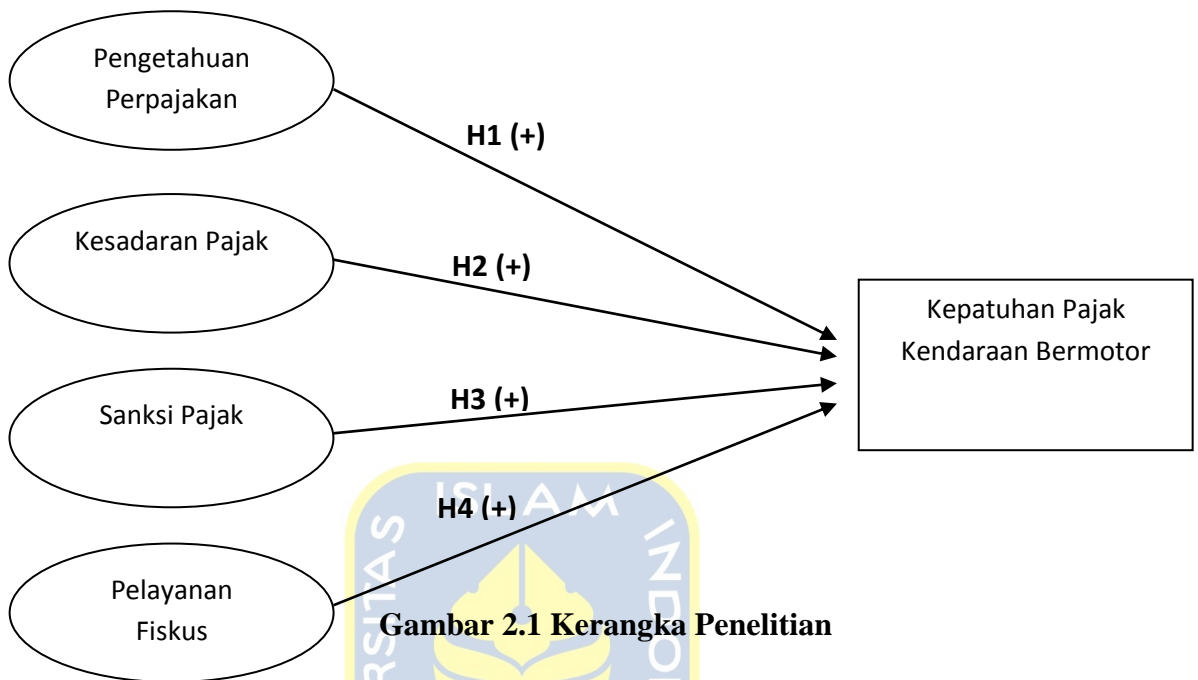 Pengetahuan
Perpajakan
H1 (+)
Kesadaran Pajak
H2 (+)
Kepatuhan Pajak
Kendaraan Bermotor
Sanksi Pajak
H3 (+)
H4 (+)
ISLAM
Pelayanan
Fiskus
Gambar 2.1 Kerangka Penelitian